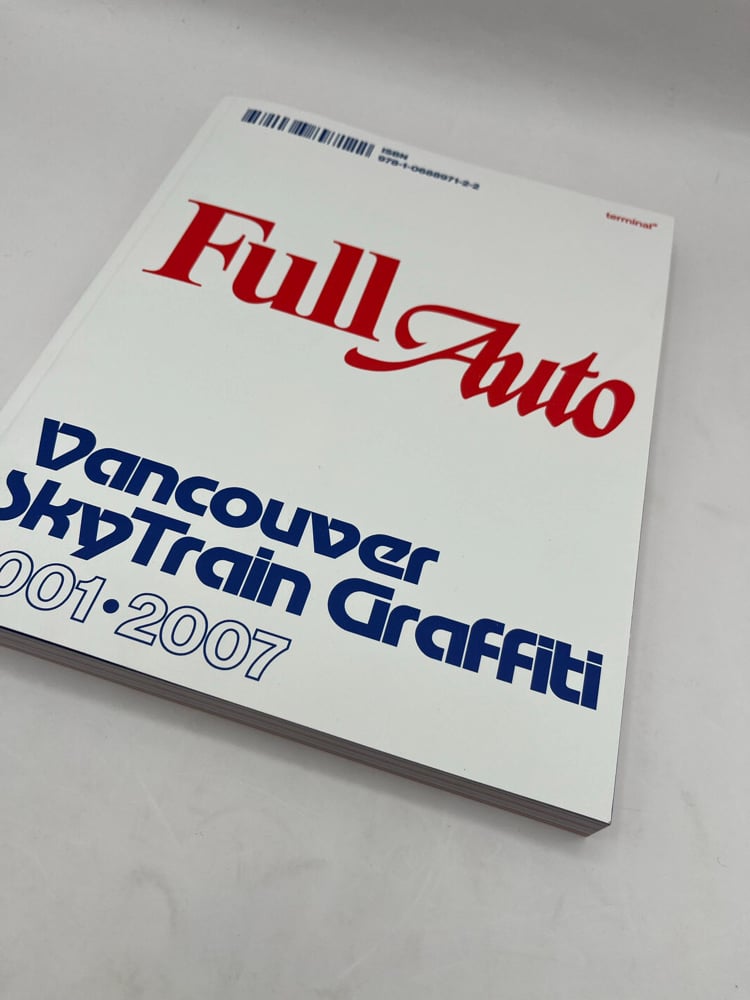 ISBN
978-1-0688971-2-2
terminal
Full Auto
Vancouver
SkyTrain Graffiti
001•2007